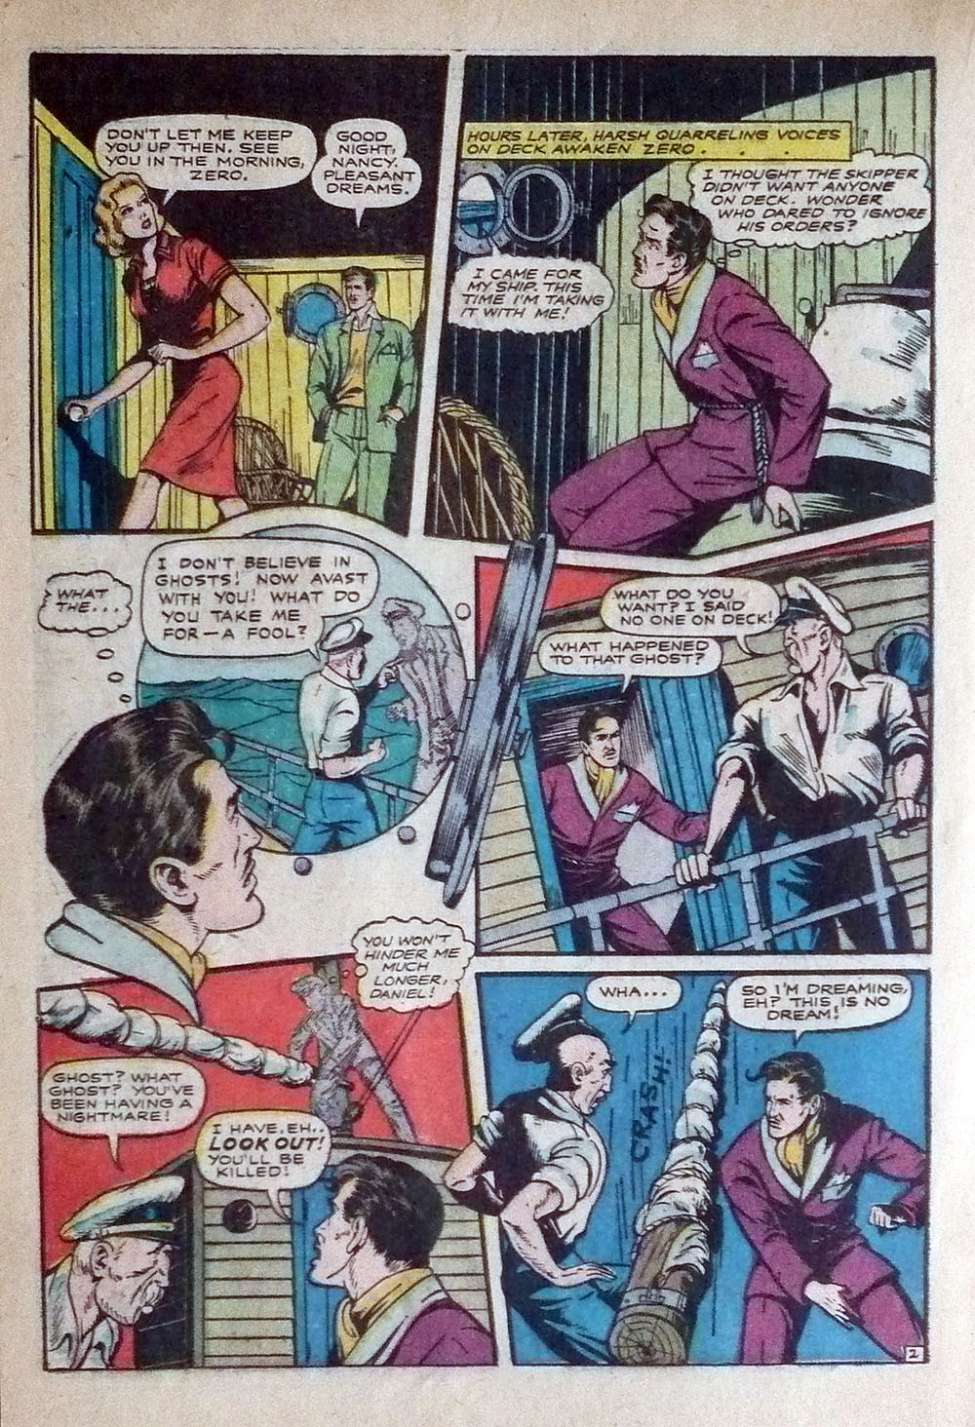 DON'T LET ME KEEP
YOU UP THEN. SEE
YOU IN THE MORNING,
ZERO.
GOOD
NIGHT,
NANCY.
PLEASANT
DREAMS.
HOURS LATER, HARSH QUARRELING VOICES
ON DECK AWAKEN ZERO. . . .
I THOUGHT THE SKIPPER
DIDN'T WANT ANYONE
ON DECK. WONDER
WHO DARED TO IGNORE
HIS ORDERS?
I CAME FOR
MY SHIP. THIS
TIME I'M TAKING
IT WITH ME!
WHAT
THE...
I DON'T BELIEVE IN
GHOSTS! NOW AVAST
WITH YOU! WHAT DO
YOU TAKE ME
FOR—A FOOL?
WHAT DO YOU
WANT? I SAID
NO ONE ON DECK!
WHAT HAPPENED
TO THAT GHOST?
YOU WON'T
HINDER ME
MUCH
LONGER,
DANIEL!
GHOST? WHAT
GHOST? YOU'VE
BEEN HAVING A
NIGHTMARE!
I HAVE, EH..
LOOK OUT!
YOU'LL BE
KILLED!
WHA...
SO I'M DREAMING,
EH? THIS IS NO
DREAM!
CRASH!
2